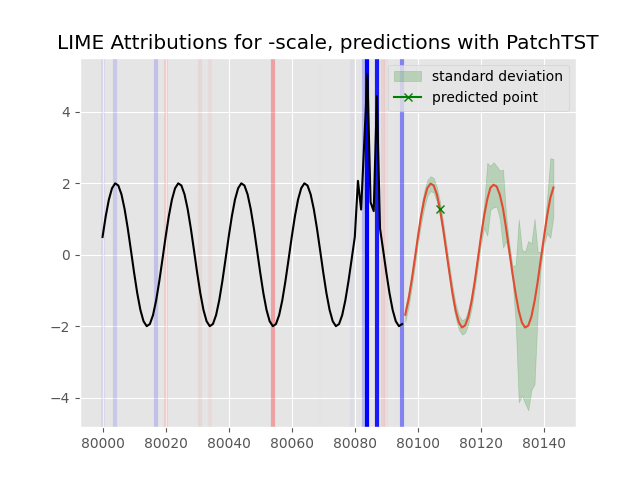 LIME Attributions for -scale, predictions with PatchTST
standard deviation
predicted point
4
2
0
−2
−4
80000 80020 80040 80060 80080 80100 80120 80140